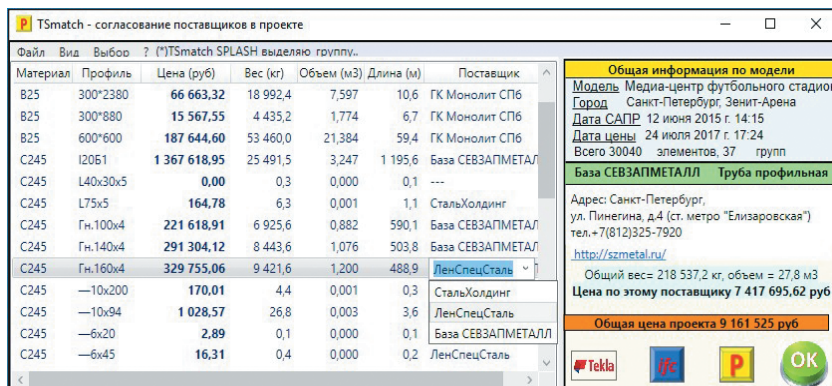 TSmatch - согласование поставщиков в проекте
Файл Вид Выбор ? (*)TSmatch SPLASH выделяю группу..
Материал Профиль Цена (руб) Вес (кг) Объем (м3) Длина (м) Поставщик
B25 300*2380 66 663,32 18 992,4 7,597 10,6 ГК Монолит СПб
B25 300*880 15 567,55 4 435,2 1,774 6,7 ГК Монолит СПб
B25 600*600 187 644,60 53 460,0 21,384 59,4 ГК Монолит СПб
C245 I20Б1 1 367 618,95 25 491,5 3,247 1 195,6 База СЕВЗАПМЕТАЛ
C245 L40x30x5 0,00 0,3 0,000 0,1 ---
C245 L75x5 164,78 6,3 0,001 1,1 СтальХолдинг
C245 Гн.100x4 221 618,91 6 925,6 0,882 590,1 База СЕВЗАПМЕТАЛ
C245 Гн.140x4 291 304,12 8 443,6 1,076 503,8 База СЕВЗАПМЕТАЛ
C245 Гн.160x4 329 755,06 9 421,6 1,200 488,9 ЛенСпецСталь
C245 —10x200 170,01 4,4 0,001 0,3 СтальХолдинг
C245 —10x94 1 028,57 26,8 0,003 3,6 ЛенСпецСталь
C245 —6x20 2,89 0,1 0,000 0,1 База СЕВЗАПМЕТАЛЛ
C245 —6x45 16,31 0,4 0,000 0,2 ЛенСпецСталь
Общая информация по модели
Модель Медиа-центр футбольного стадион
Город Санкт-Петербург, Зенит-Арена
Дата САПР 12 июня 2015 г. 14:15
Дата цены 24 июля 2017 г. 17:24
Всего 30040 элементов, 37 групп
База СЕВЗАПМЕТАЛЛ Труба профильная
Адрес: Санкт-Петербург,
ул. Пинегина, д.4 (ст. метро "Елизаровская")
тел.+7(812)325-7920
http://szmetal.ru/
Общий вес= 218 537,2 кг, объем = 27,8 м3
Цена по этому поставщику 7 417 695,62 руб
Общая цена проекта 9 161 525 руб
Tekla ifc P OK